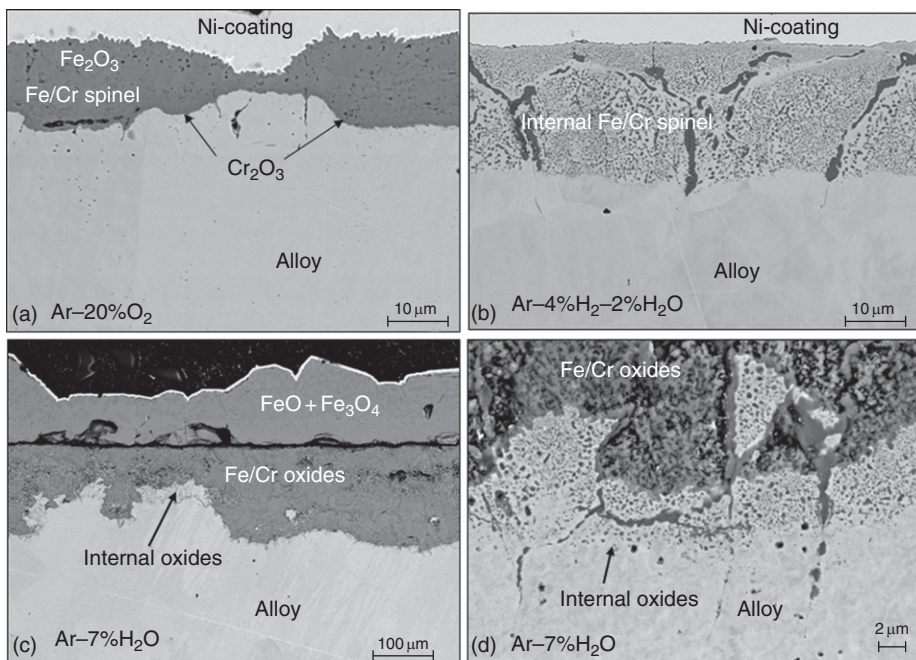 Ni-coating
Fe₂O₃
Fe/Cr spinel
Cr₂O₃
Alloy
(a) Ar–20%O₂
10 μm
Ni-coating
Internal Fe/Cr spinel
Alloy
(b) Ar–4%H₂–2%H₂O
10 μm
FeO + Fe₃O₄
Fe/Cr oxides
Internal oxides
Alloy
(c) Ar–7%H₂O
100 μm
Fe/Cr oxides
Internal oxides
Alloy
(d) Ar–7%H₂O
2 μm